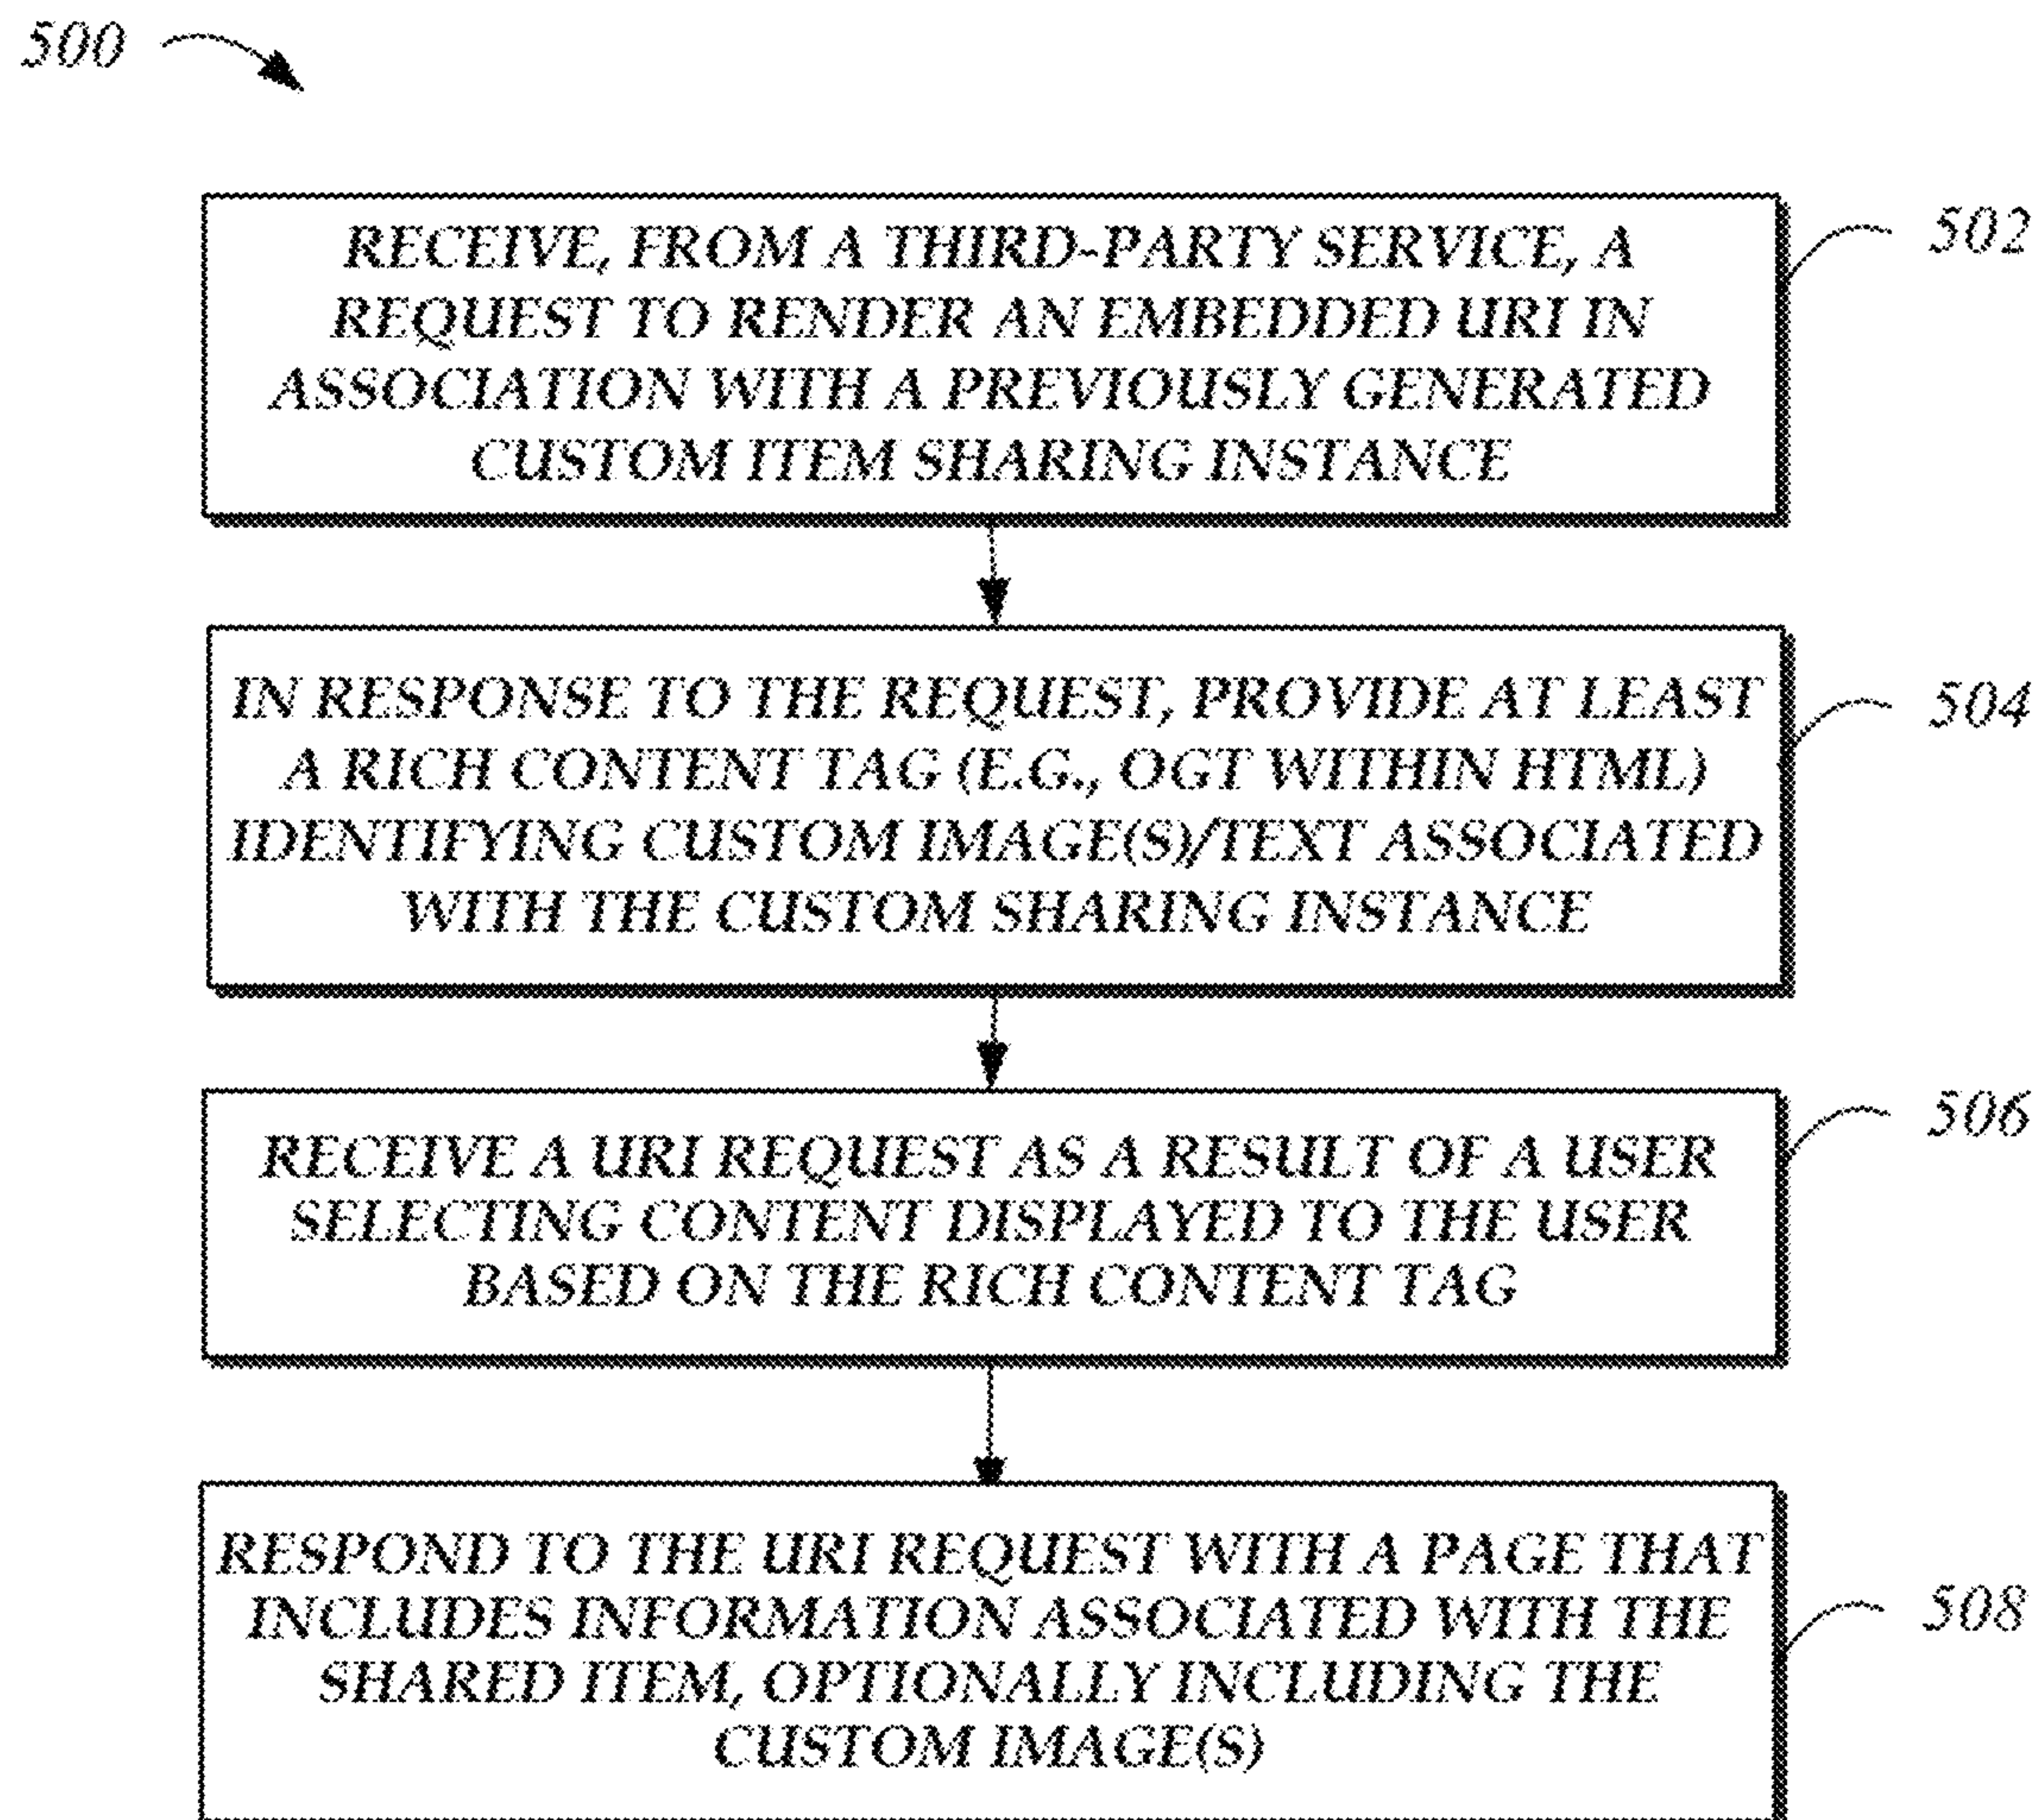 500
RECEIVE, FROM A THIRD-PARTY SERVICE, A
502
REQUEST TO RENDER AN EMBEDDED URI IN
ASSOCIATION WITH A PREVIOUSLY GENERATED
CUSTOM ITEM SHARING INSTANCE
IN RESPONSE TO THE REQUEST, PROVIDE AT LEAST
504
A RICH CONTENT TAG (E.G., OGT WITHIN HTML)
IDENTIFYING CUSTOM IMAGE(S)/TEXT ASSOCIATED
WITH THE CUSTOM SHARING INSTANCE
506
RECEIVE A URI REQUEST AS A RESULT OF A USER
SELECTING CONTENT DISPLAYED TO THE USER
BASED ON THE RICH CONTENT TAG
RESPOND TO THE URI REQUEST WITH A PAGE THAT
INCLUDES INFORMATION ASSOCIATED WITH THE
508
SHARED ITEM, OPTIONALLY INCLUDING THE
CUSTOM IMAGE(S)